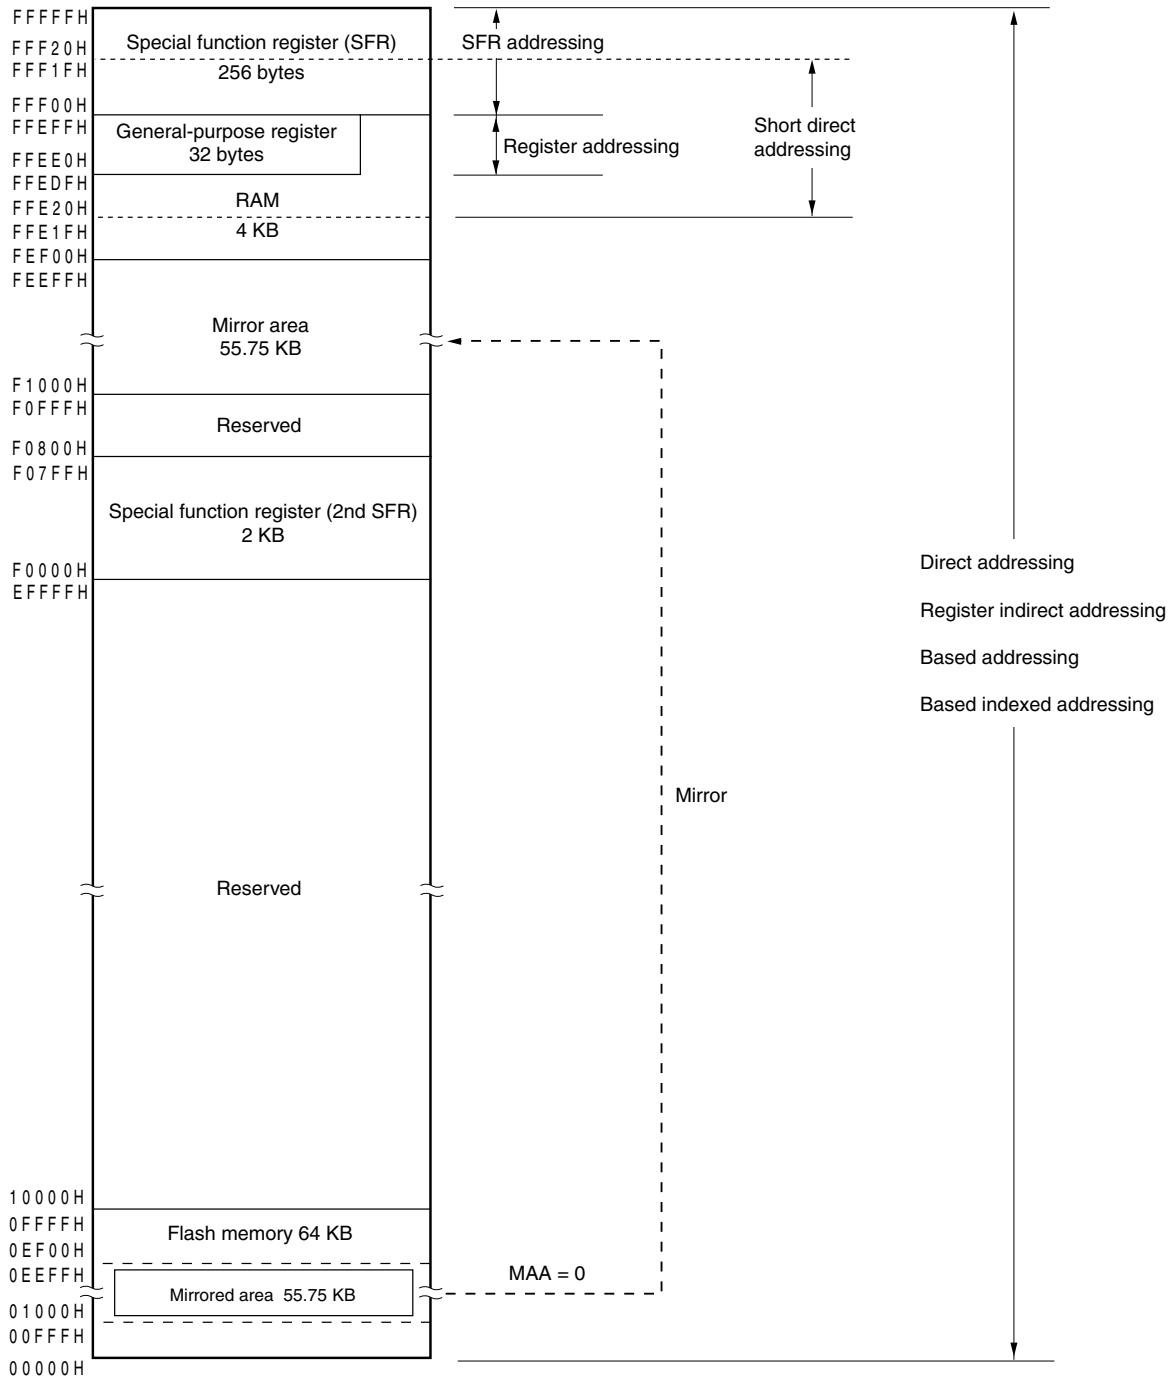 FFFFFH
Special function register (SFR)
SFR addressing
FFF20H
FFF1FH
256 bytes
FFF00H
FFEFFH
General-purpose register
32 bytes
Register addressing
Short direct
addressing
FFEE0H
FFEDFH
RAM
FFE20H
FFE1FH
4 KB
FEF00H
FEEFFH
Mirror area
55.75 KB
F1000H
F0FFFH
Reserved
F0800H
F07FFH
Special function register (2nd SFR)
2 KB
F0000H
EFFFFH
Direct addressing
Register indirect addressing
Based addressing
Based indexed addressing
Mirror
Reserved
10000H
0FFFFH
Flash memory 64 KB
0EF00H
0EEFFH
MAA = 0
Mirrored area 55.75 KB
01000H
00FFFH
00000H